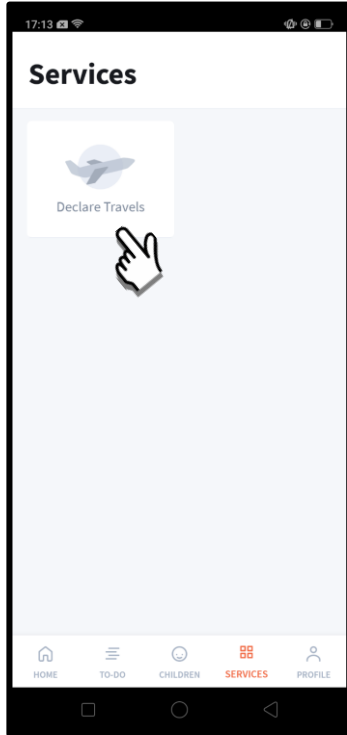 17:13
Services
Declare Travels
HOME
TO-DO
CHILDREN
SERVICES
PROFILE